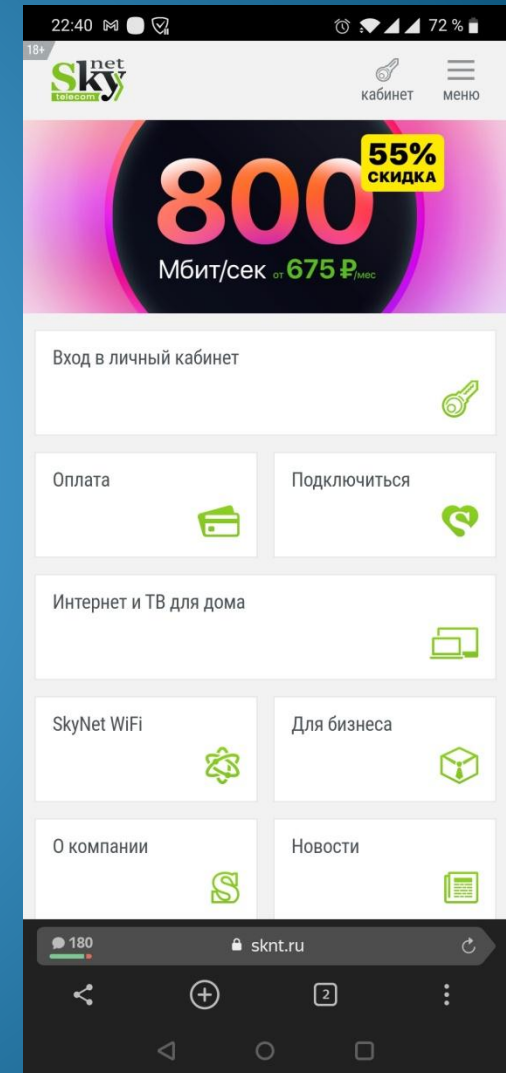 22:40
72 %
18+
Sky net
telecom
кабинет
меню
55%
СКИДКА
800
Мбит/сек от 675 ₽/мес
Вход в личный кабинет
Оплата
Подключиться
Интернет и ТВ для дома
SkyNet WiFi
Для бизнеса
О компании
Новости
180
sknt.ru
2